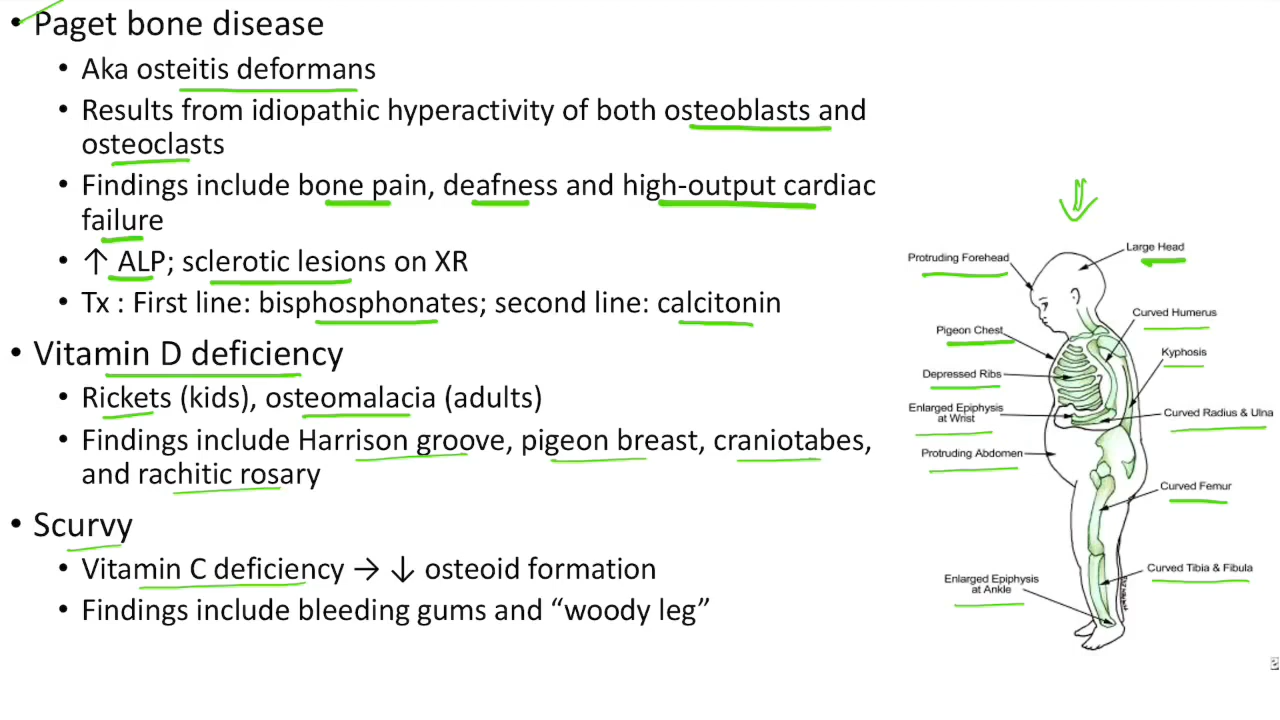 • Paget bone disease
• Aka osteitis deformans
• Results from idiopathic hyperactivity of both osteoblasts and
osteoclasts
• Findings include bone pain, deafness and high-output cardiac
failure
• ↑ ALP; sclerotic lesions on XR
• Tx : First line: bisphosphonates; second line: calcitonin
• Vitamin D deficiency
• Rickets (kids), osteomalacia (adults)
• Findings include Harrison groove, pigeon breast, craniotabes,
and rachitic rosary
• Scurvy
• Vitamin C deficiency → ↓ osteoid formation
• Findings include bleeding gums and “woody leg”
Large Head
Protruding Forehead
Curved Humerus
Pigeon Chest
Kyphosis
Depressed Ribs
Enlarged Epiphysis
at Wrist
Curved Radius & Ulna
Protruding Abdomen
Curved Femur
Curved Tibia & Fibula
Enlarged Epiphysis
at Ankle